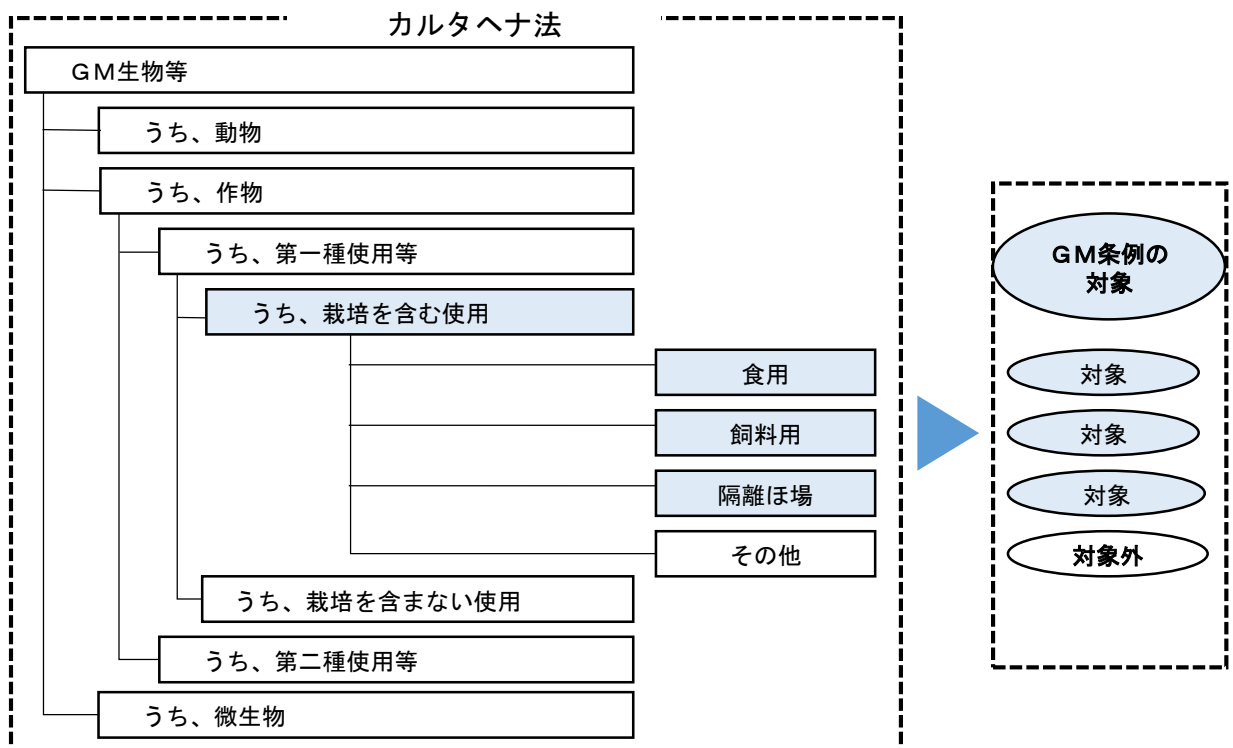 カルタヘナ法
ＧＭ生物等
うち、動物
うち、作物
うち、第一種使用等
うち、栽培を含む使用
食用
飼料用
隔離ほ場
その他
うち、栽培を含まない使用
うち、第二種使用等
うち、微生物
ＧＭ条例の
対象
対象
対象
対象
対象外